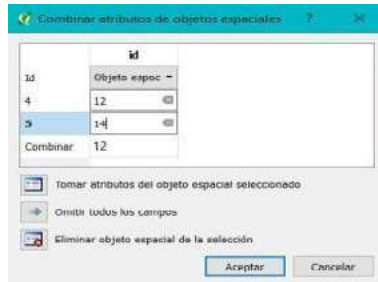 Combinar atributos de objetos espaciales ?
id
Id Objeto espac
4 12
5 14
Combinar 12
Tomar atributos del objeto espacial seleccionado
Omitir todos los campos
Eliminar objeto espacial de la selección
Aceptar Cancelar